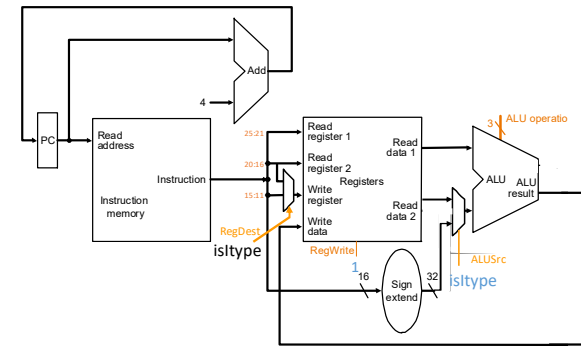 Add
4
PC
Read
address
Instruction
Instruction
memory
25:21
20:16
15:11
RegDest
isItype
Read
register 1
Read
register 2
Write
register
Write
data
Registers
Read
data 1
Read
data 2
RegWrite
1
16
Sign
extend
32
3
ALU operatio
ALU
ALU
result
ALUSrc
isItype